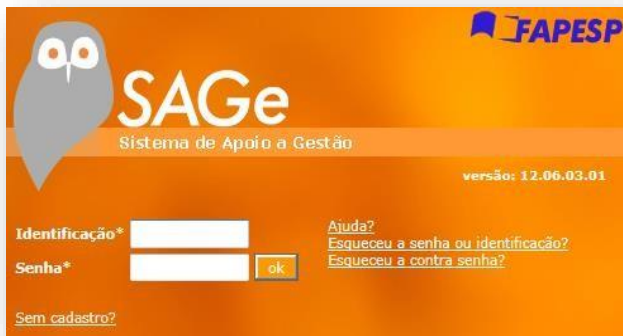 FAPESP
SAGe
Sistema de Apoio a Gestão
versão: 12.06.03.01
Identificação*
Senha*
ok
Ajuda?
Esqueceu a senha ou identificação?
Esqueceu a contra senha?
Sem cadastro?